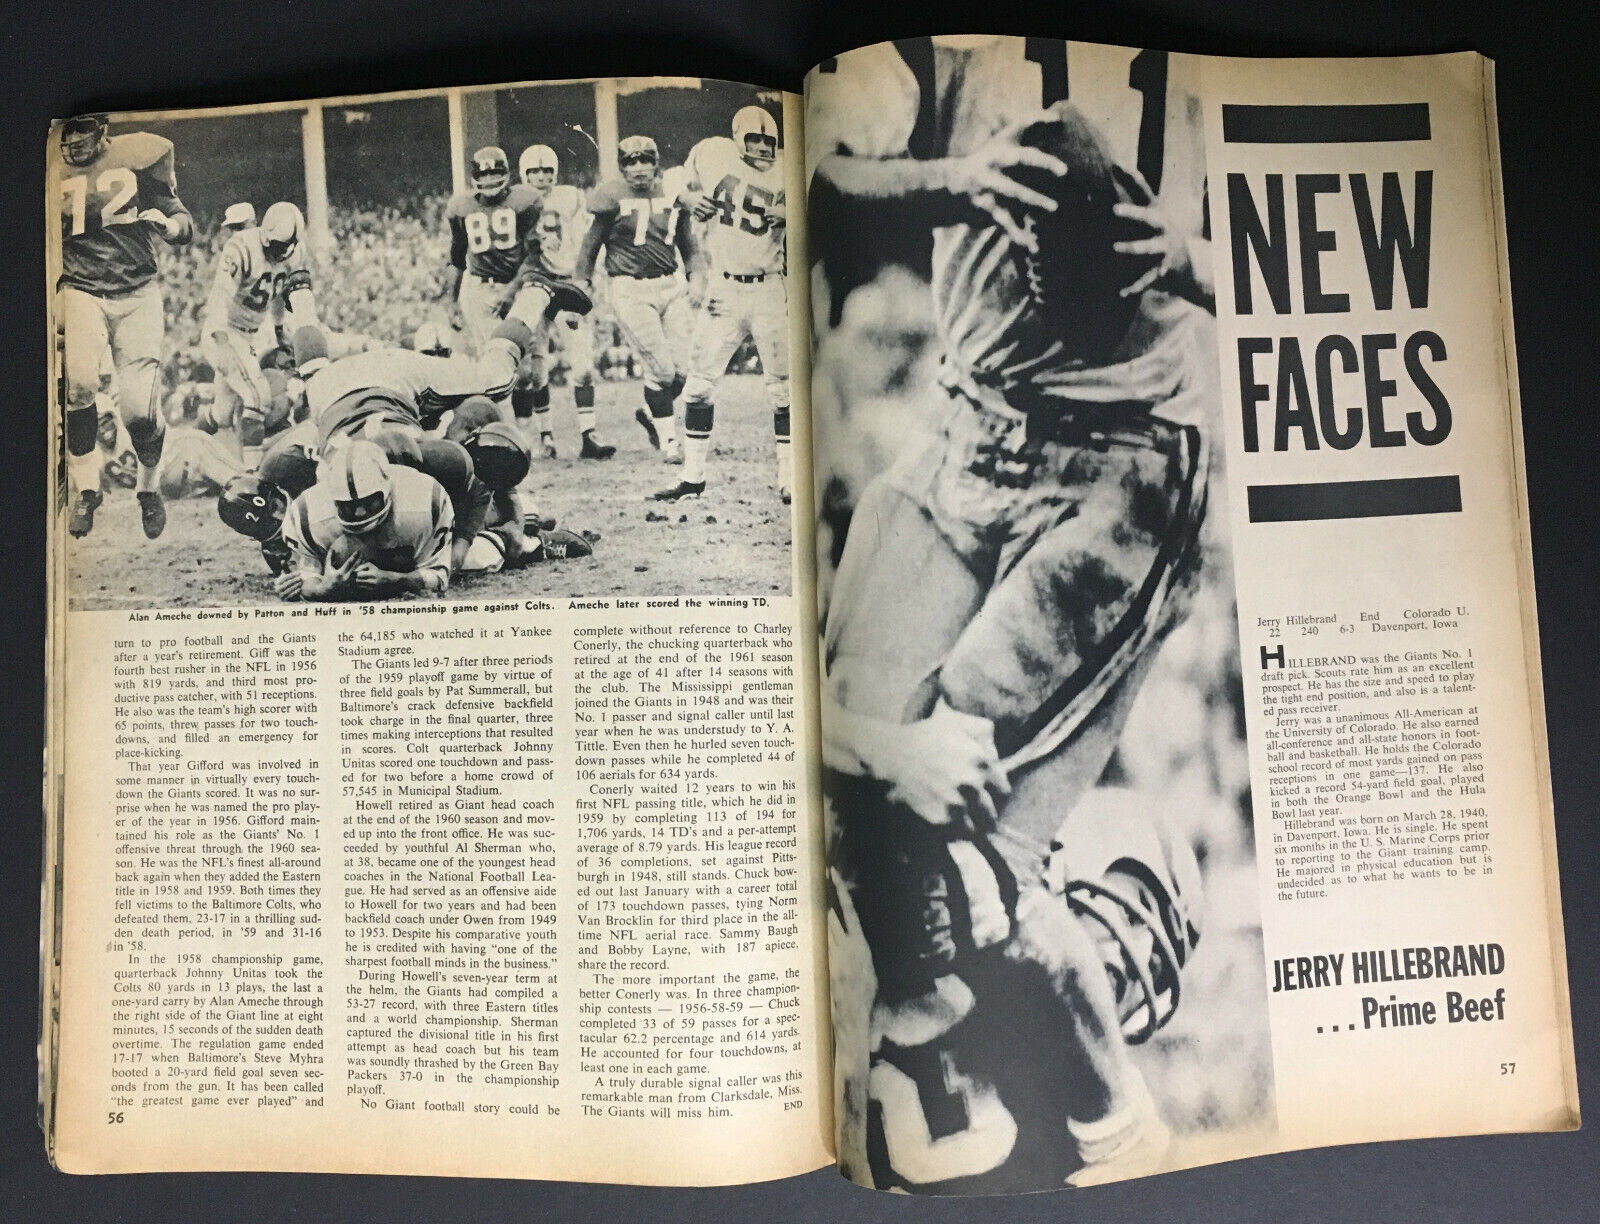 72
50
89
77
45
20
63
Alan Ameche downed by Patton and Huff in '58 championship game against Colts. Ameche later scored the winning TD.
turn to pro football and the Giants
after a year's retirement. Giff was the
fourth best rusher in the NFL in 1956
with 819 yards, and third most pro-
ductive pass catcher, with 51 receptions.
He also was the team's high scorer with
65 points, threw passes for two touch-
downs, and filled an emergency for
place-kicking.
That year Gifford was involved in
some manner in virtually every touch-
down the Giants scored. It was no sur-
prise when he was named the pro play-
er of the year in 1956. Gifford main-
tained his role as the Giants' No. 1
offensive threat through the 1960 sea-
son. He was the NFL's finest all-around
back again when they added the Eastern
title in 1958 and 1959. Both times they
fell victims to the Baltimore Colts, who
defeated them, 23-17 in a thrilling sud-
den death period, in '59 and 31-16
in '58.
In the 1958 championship game,
quarterback Johnny Unitas took the
Colts 80 yards in 13 plays, the last a
one-yard carry by Alan Ameche through
the right side of the Giant line at eight
minutes, 15 seconds of the sudden death
overtime. The regulation game ended
17-17 when Baltimore's Steve Myhra
booted a 20-yard field goal seven sec-
onds from the gun. It has been called
"the greatest game ever played" and
the 64,185 who watched it at Yankee
Stadium agree.
The Giants led 9-7 after three periods
of the 1959 playoff game by virtue of
three field goals by Pat Summerall, but
Baltimore's crack defensive backfield
took charge in the final quarter, three
times making interceptions that resulted
in scores. Colt quarterback Johnny
Unitas scored one touchdown and pass-
ed for two before a home crowd of
57,545 in Municipal Stadium.
Howell retired as Giant head coach
at the end of the 1960 season and mov-
ed up into the front office. He was suc-
ceeded by youthful Al Sherman who,
at 38, became one of the youngest head
coaches in the National Football Lea-
gue. He had served as an offensive aide
to Howell for two years and had been
backfield coach under Owen from 1949
to 1953. Despite his comparative youth
he is credited with having "one of the
sharpest football minds in the business."
During Howell's seven-year term at
the helm, the Giants had compiled a
53-27 record, with three Eastern titles
and a world championship. Sherman
captured the divisional title in his first
attempt as head coach but his team
was soundly thrashed by the Green Bay
Packers 37-0 in the championship
playoff.
No Giant football story could be
complete without reference to Charley
Conerly, the chucking quarterback who
retired at the end of the 1961 season
at the age of 41 after 14 seasons with
the club. The Mississippi gentleman
joined the Giants in 1948 and was their
No. 1 passer and signal caller until last
year when he was understudy to Y. A.
Tittle. Even then he hurled seven touch-
down passes while he completed 44 of
106 aerials for 634 yards.
Conerly waited 12 years to win his
first NFL passing title, which he did in
1959 by completing 113 of 194 for
1,706 yards, 14 TD's and a per-attempt
average of 8.79 yards. His league record
of 36 completions, set against Pitts-
burgh in 1948, still stands. Chuck bow-
ed out last January with a career total
of 173 touchdown passes, tying Norm
Van Brocklin for third place in the all-
time NFL aerial race. Sammy Baugh
and Bobby Layne, with 187 apiece,
share the record.
The more important the game, the
better Conerly was. In three champion-
ship contests — 1956-58-59 — Chuck
completed 33 of 59 passes for a spec-
tacular 62.2 percentage and 614 yards.
He accounted for four touchdowns, at
least one in each game.
A truly durable signal caller was this
remarkable man from Clarksdale, Miss.
The Giants will miss him. END
56
NEW
FACES
Jerry Hillebrand End Colorado U.
22 240 6-3 Davenport, Iowa
HILLEBRAND was the Giants No. 1
draft pick. Scouts rate him as an excellent
prospect. He has the size and speed to play
the tight end position, and also is a talent-
ed pass receiver.
Jerry was a unanimous All-American at
the University of Colorado. He also earned
all-conference and all-state honors in foot-
ball and basketball. He holds the Colorado
school record of most yards gained on pass
receptions in one game—137. He also
kicked a record 54-yard field goal, played
in both the Orange Bowl and the Hula
Bowl last year.
Hillebrand was born on March 28, 1940,
in Davenport, Iowa. He is single. He spent
six months in the U. S. Marine Corps prior
to reporting to the Giant training camp.
He majored in physical education but is
undecided as to what he wants to be in
the future.
JERRY HILLEBRAND
...Prime Beef
57